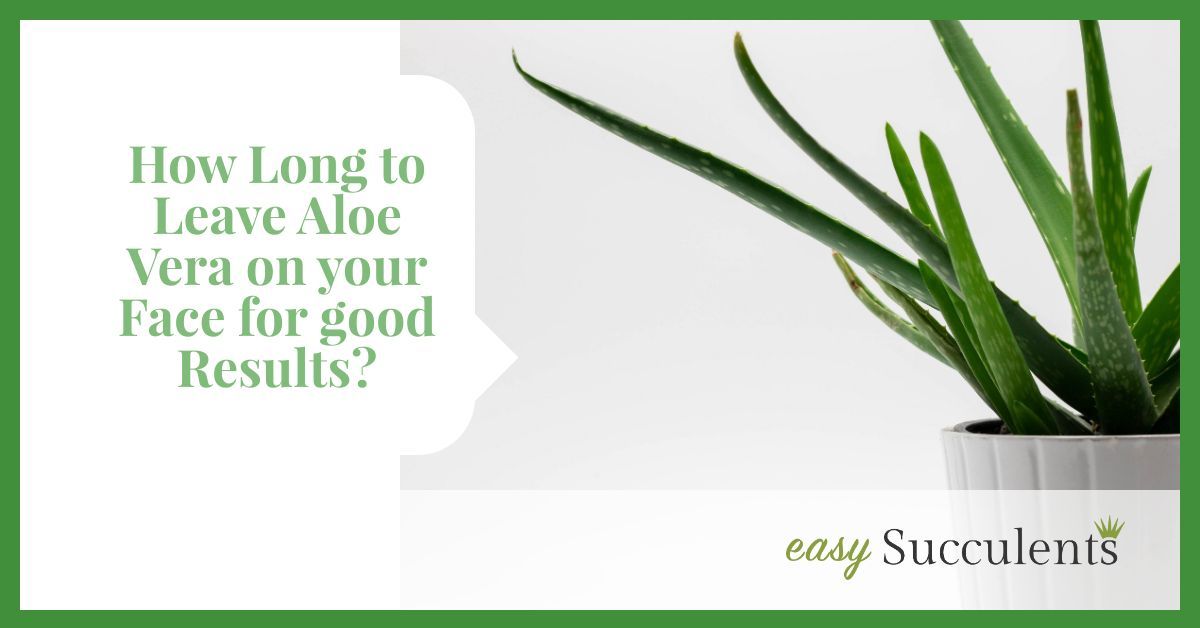 How Long to
Leave Aloe
Vera on your
Face for good
Results?
easy Succulents